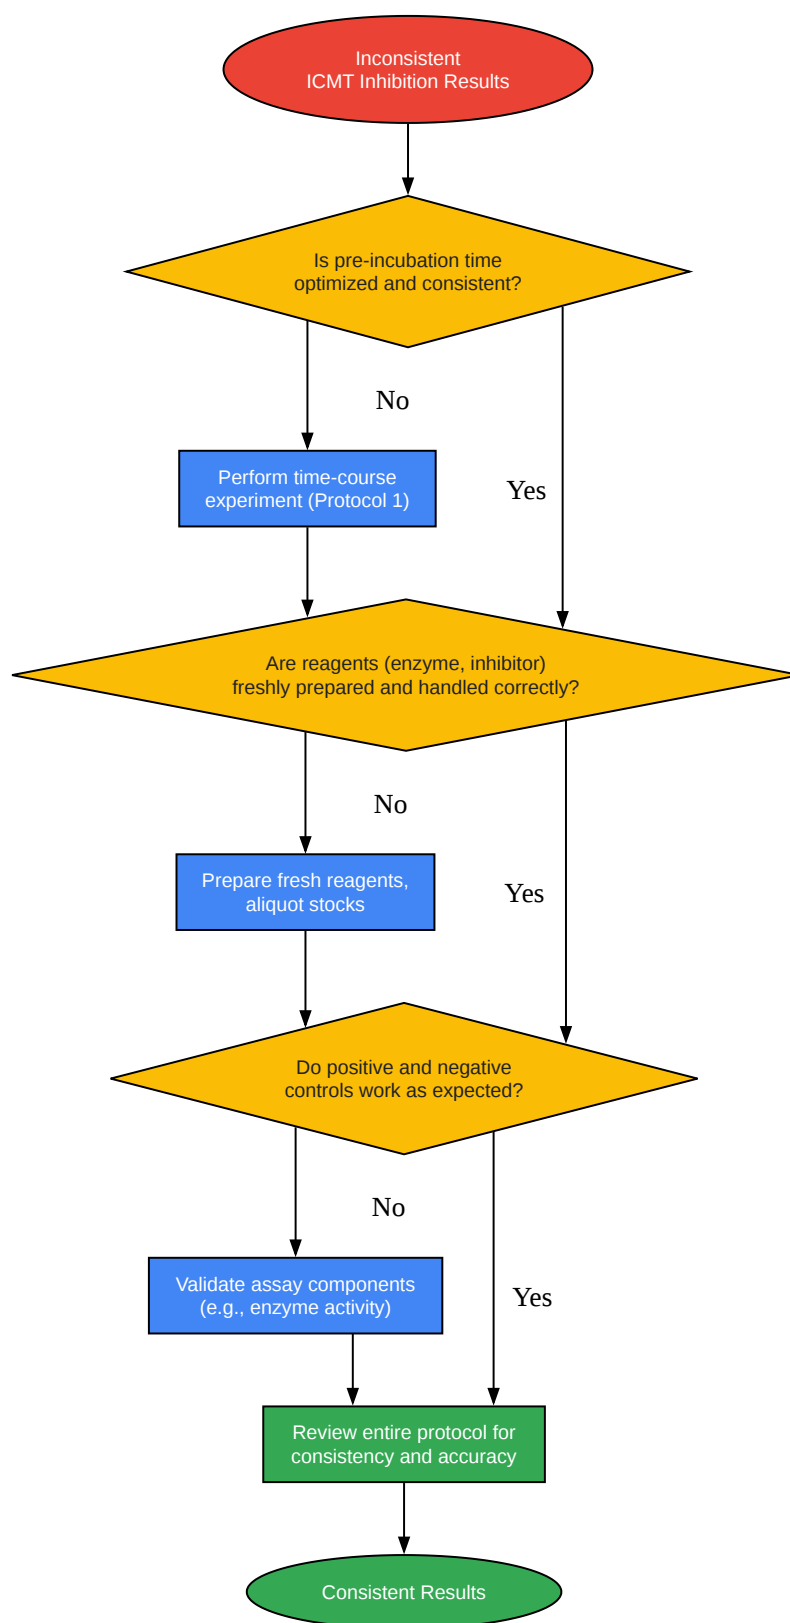 Inconsistent
ICMT Inhibition Results
Is pre-incubation time
optimized and consistent?
No
Perform time-course
experiment (Protocol 1)
Yes
Are reagents (enzyme, inhibitor)
freshly prepared and handled correctly?
No
Prepare fresh reagents,
aliquot stocks
Yes
Do positive and negative
controls work as expected?
No
Validate assay components
(e.g., enzyme activity)
Yes
Review entire protocol for
consistency and accuracy
Consistent Results